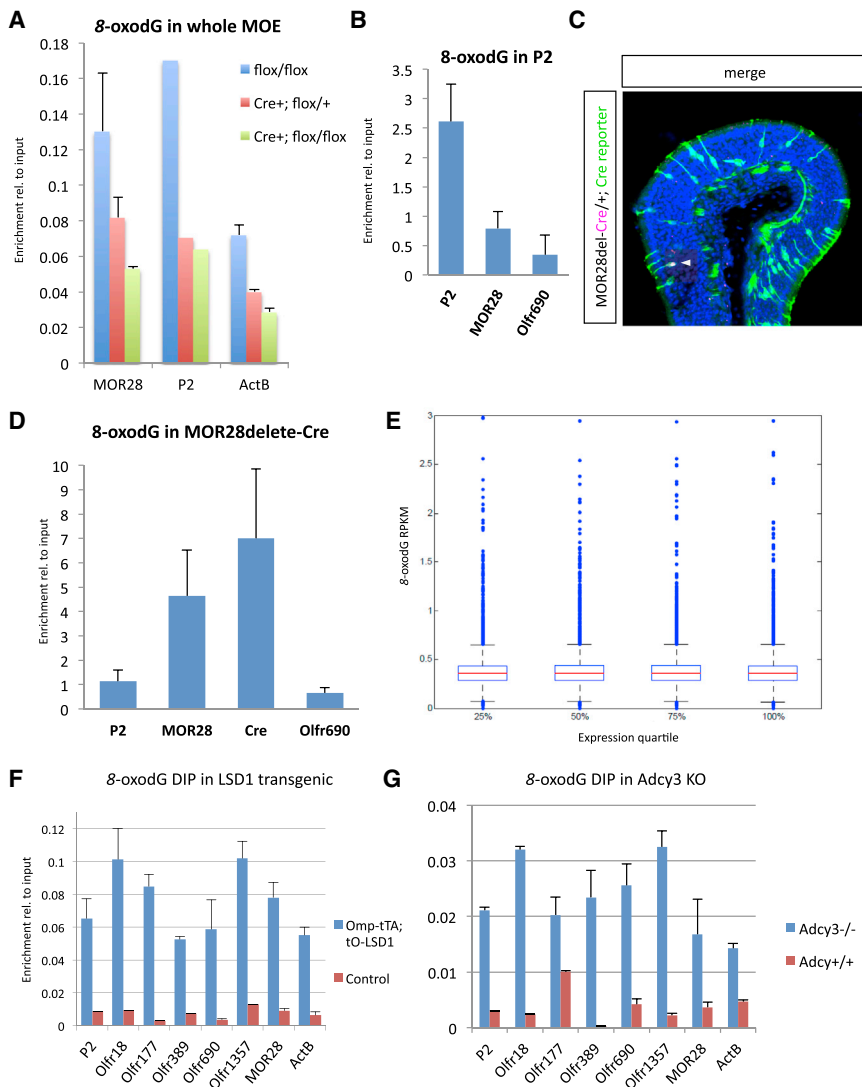 A
8-oxodG in whole MOE
Enrichment rel. to input
0.18
0.16
0.14
0.12
0.1
0.08
0.06
0.04
0.02
0
flox/flox
Cre+; flox/+
Cre+; flox/flox
MOR28 P2 ActB
B
8-oxodG in P2
Enrichment rel. to input
3.5
3
2.5
2
1.5
1
0.5
0
P2 MOR28 Olfr690
C
merge
MOR28del-Cre/+; Cre reporter
D
8-oxodG in MOR28delete-Cre
Enrichment rel. to input
10
9
8
7
6
5
4
3
2
1
0
P2 MOR28 Cre Olfr690
E
8-oxodG RPKM
3
2.5
2
1.5
1
0.5
0
25% 50% 75% 100%
Expression quartile
F
8-oxodG DIP in LSD1 transgenic
Enrichment rel. to input
0.12
0.1
0.08
0.06
0.04
0.02
0
Omp-tTA;
tO-LSD1
Control
P2 Olfr18 Olfr177 Olfr389 Olfr690 Olfr1357 MOR28 ActB
G
8-oxodG DIP in Adcy3 KO
0.04
0.03
0.02
0.01
0
Adcy3-/-
Adcy+/+
P2 Olfr18 Olfr177 Olfr389 Olfr690 Olfr1357 MOR28 ActB